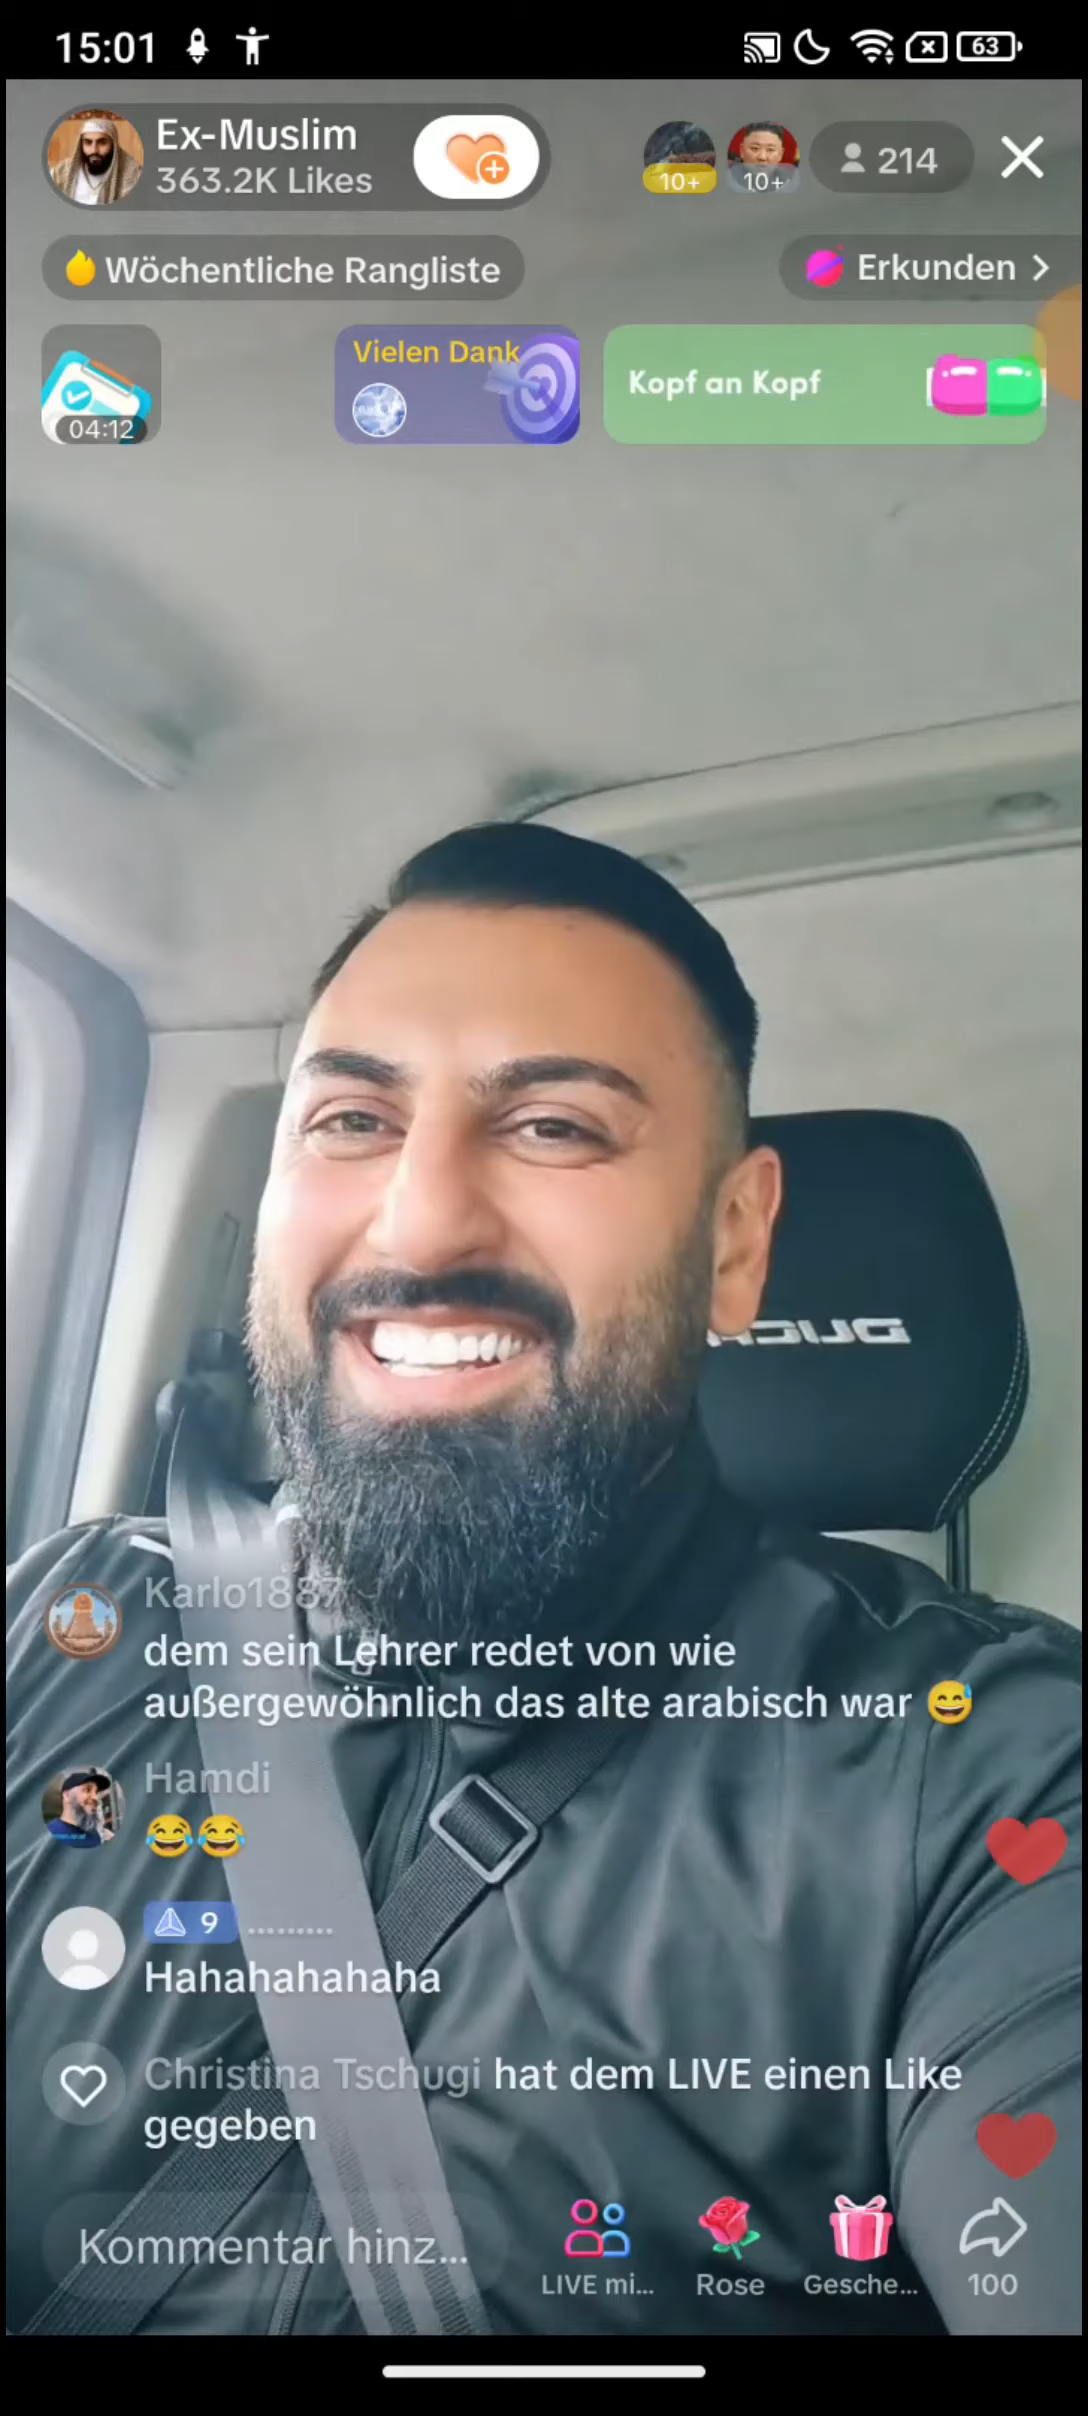 15:01
63
Ex-Muslim
363.2K Likes
10+
10+
214
Wöchentliche Rangliste
Erkunden
04:12
Vielen Dank
Kopf an Kopf
Karlo1887
dem sein Lehrer redet von wie
außergewöhnlich das alte arabisch war 😅
Hamdi
😂😂
9 .........
Hahahahahaha
Christina Tschugi hat dem LIVE einen Like
gegeben
Kommentar hinz...
LIVE mi...
Rose
Gesche...
100